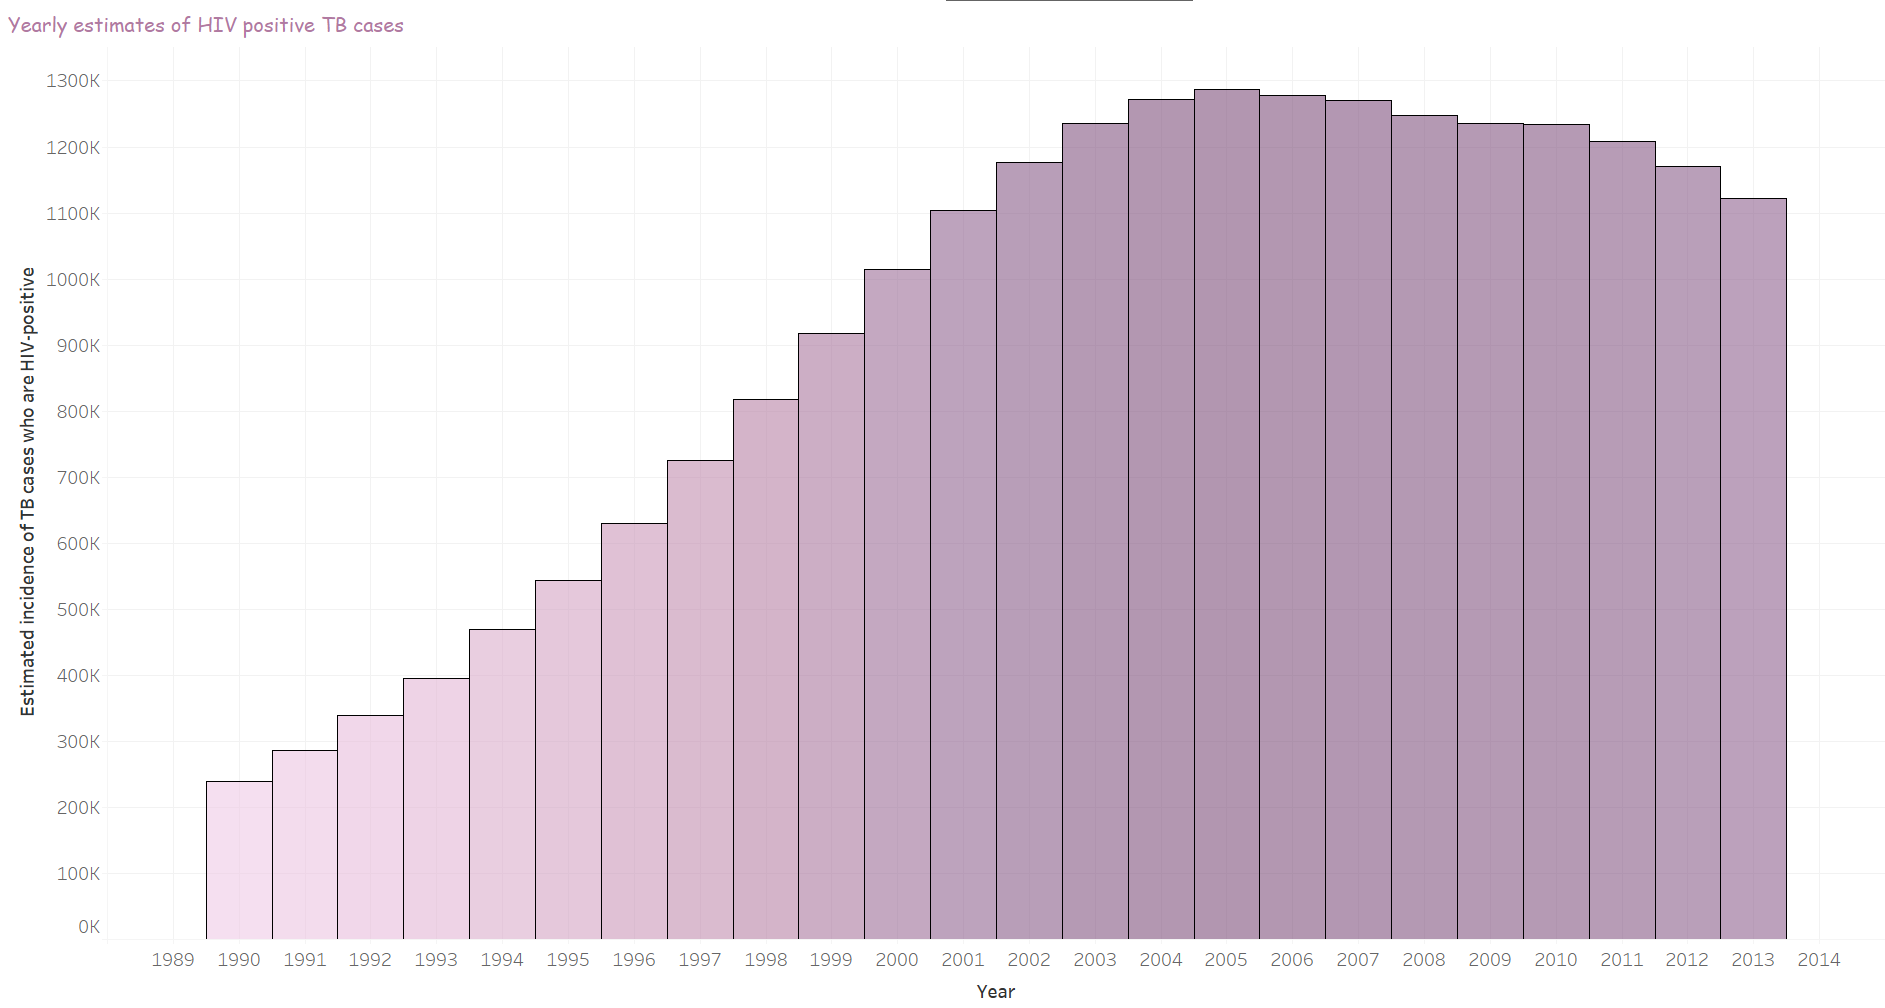 Yearly estimates of HIV positive TB cases
1300K
1200K
1100K
1000K
900K
800K
700K
600K
500K
400K
300K
200K
100K
0K
Estimated incidence of TB cases who are HIV-positive
1989 1990 1991 1992 1993 1994 1995 1996 1997 1998 1999 2000 2001 2002 2003 2004 2005 2006 2007 2008 2009 2010 2011 2012 2013 2014
Year